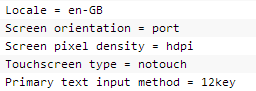 Locale = en-GB
Screen orientation = port
Screen pixel density = hdpi
Touchscreen type = notouch
Primary text input method = 12key